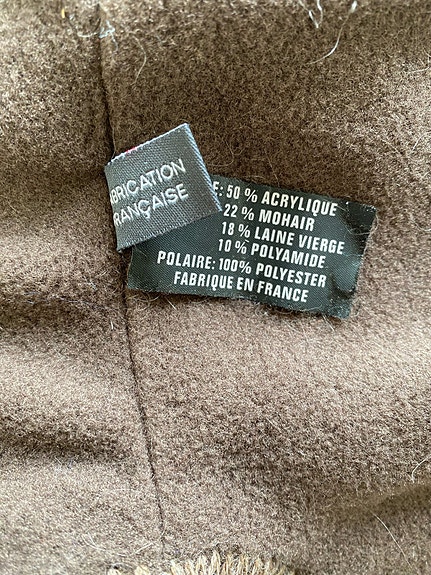 BRICATION
RANÇAISE
E: 50 % ACRYLIQUE
22 % MOHAIR
18 % LAINE VIERGE
10 % POLYAMIDE
POLAIRE: 100% POLYESTER
FABRIQUE EN FRANCE